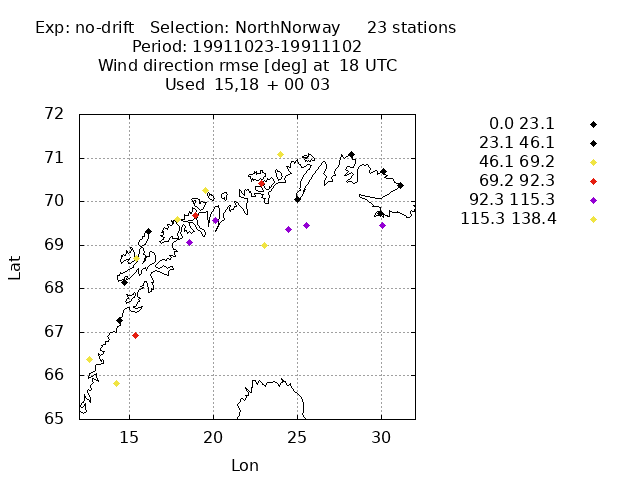 Exp: no-drift   Selection: NorthNorway     23 stations
Period: 19911023-19911102
Wind direction rmse [deg] at  18 UTC
Used  15,18 + 00 03
72
71
70
69
68
67
66
65
Lat
15 20 25 30
Lon
0.0 23.1
23.1 46.1
46.1 69.2
69.2 92.3
92.3 115.3
115.3 138.4